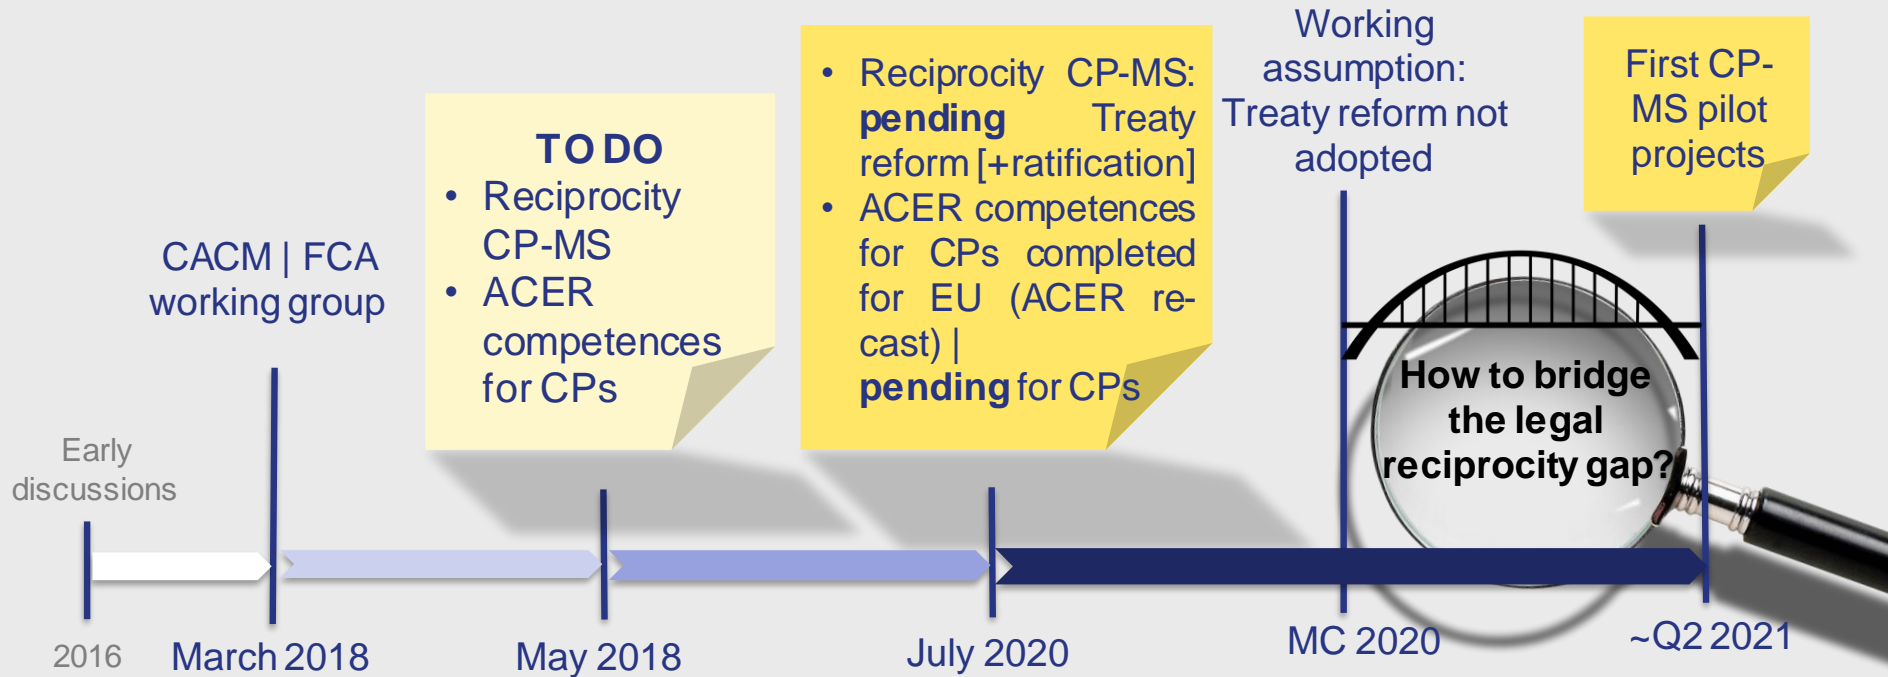 Early
discussions
2016
CACM | FCA
working group
March 2018
TO DO
• Reciprocity
CP-MS
• ACER
competences
for CPs
May 2018
• Reciprocity CP-MS:
pending Treaty
reform [+ratification]
• ACER competences
for CPs completed
for EU (ACER re-
cast) |
pending for CPs
July 2020
Working
assumption:
Treaty reform not
adopted
MC 2020
How to bridge
the legal
reciprocity gap?
First CP-
MS pilot
projects
~Q2 2021